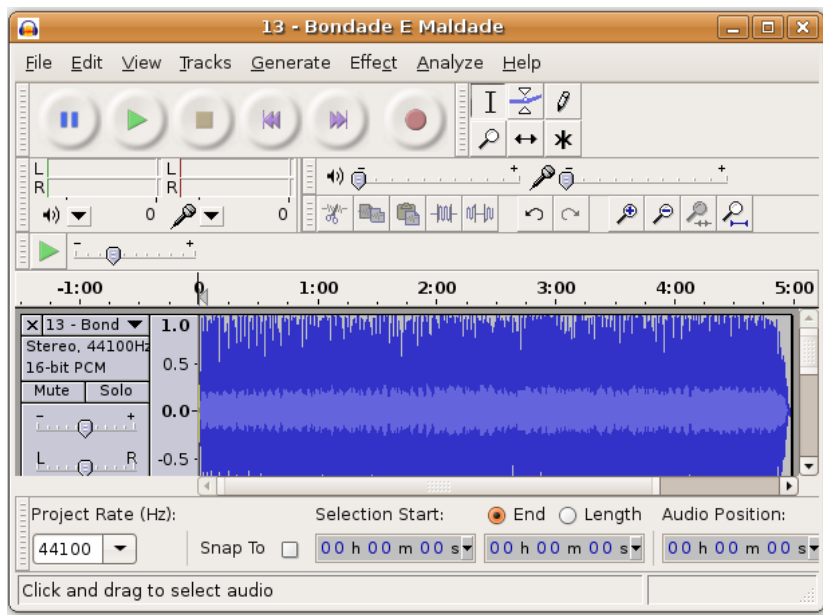 13 - Bondade E Maldade
File Edit View Tracks Generate Effect Analyze Help
L L
R R
- +
- +
0 0
- +
-1:00 0 1:00 2:00 3:00 4:00 5:00
13 - Bond 1.0
Stereo, 44100Hz
16-bit PCM 0.5
Mute Solo
- + 0.0
L R -0.5
Project Rate (Hz): Selection Start: End Length Audio Position:
44100 Snap To 00 h 00 m 00 s 00 h 00 m 00 s 00 h 00 m 00 s
Click and drag to select audio